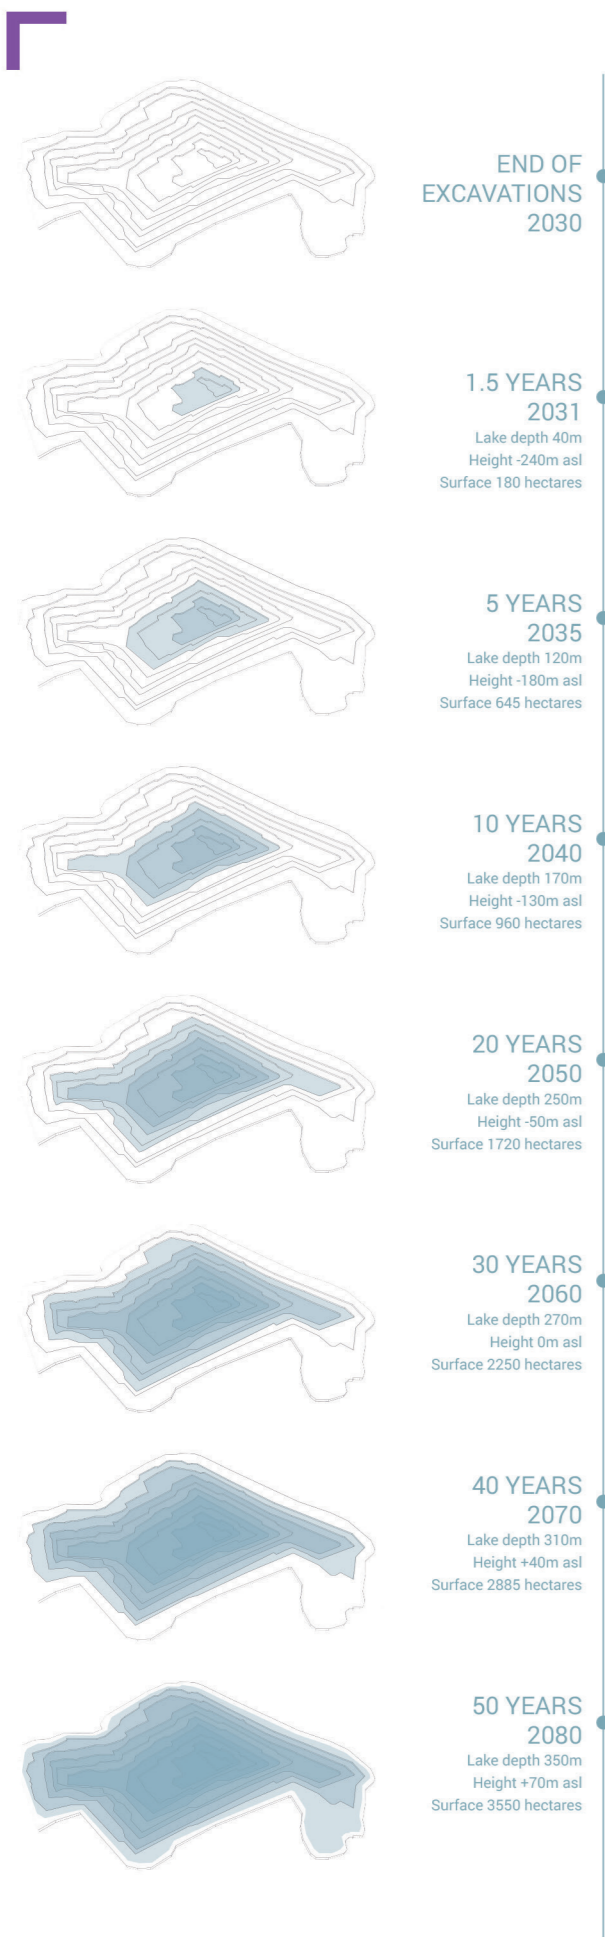 END OF
EXCAVATIONS
2030
1.5 YEARS
2031
Lake depth 40m
Height -240m asl
Surface 180 hectares
5 YEARS
2035
Lake depth 120m
Height -180m asl
Surface 645 hectares
10 YEARS
2040
Lake depth 170m
Height -130m asl
Surface 960 hectares
20 YEARS
2050
Lake depth 250m
Height -50m asl
Surface 1720 hectares
30 YEARS
2060
Lake depth 270m
Height 0m asl
Surface 2250 hectares
40 YEARS
2070
Lake depth 310m
Height +40m asl
Surface 2885 hectares
50 YEARS
2080
Lake depth 350m
Height +70m asl
Surface 3550 hectares